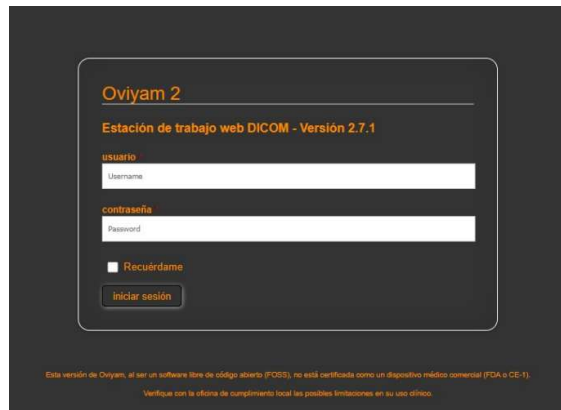 Oviyam 2
Estación de trabajo web DICOM - Versión 2.7.1
usuario
Username
contraseña
Password
Recuérdame
iniciar sesión
Esta versión de Oviyam, al ser un software libre de código abierto (FOSS), no está certificada como un dispositivo médico comercial (FDA o CE-1).
Verifique con la oficina de cumplimiento local las posibles limitaciones en su uso clínico.